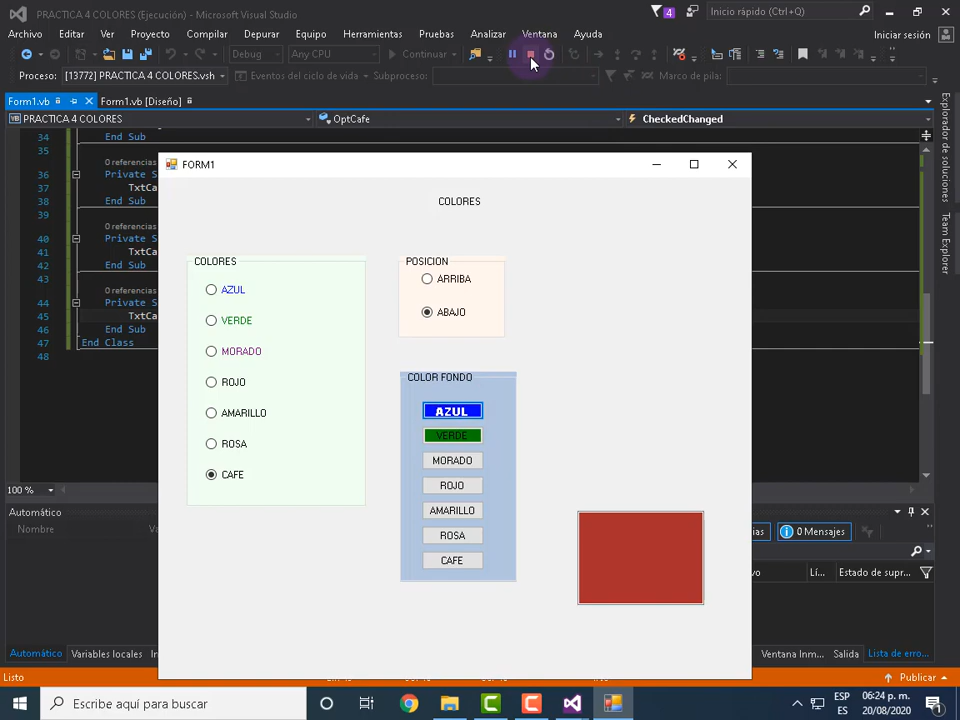 PRACTICA 4 COLORES (Ejecución) - Microsoft Visual Studio
4
Inicio rápido (Ctrl+Q)
Archivo Editar Ver Proyecto Compilar Depurar Equipo Herramientas Pruebas Analizar Ventana Ayuda
Iniciar sesión
Debug Any CPU Continuar
Proceso: [13772] PRACTICA 4 COLORES.vsh Eventos del ciclo de vida Subproceso: Marco de pila:
Form1.vb Form1.vb [Diseño]
PRACTICA 4 COLORES OptCafe CheckedChanged
34 End Sub
35
0 referencias
36 Private S
37 TxtCa
38 End Sub
39
0 referencias
40 Private S
41 TxtCa
42 End Sub
43
0 referencias
44 Private S
45 TxtCa
46 End Sub
47 End Class
48
100 %
Explorador de soluciones
Team Explorer
FORM1
COLORES
COLORES
AZUL
VERDE
MORADO
ROJO
AMARILLO
ROSA
CAFE
POSICION
ARRIBA
ABAJO
COLOR FONDO
AZUL
VERDE
MORADO
ROJO
AMARILLO
ROSA
CAFE
Automático
Nombre
ias 0 Mensajes
vo Lí... Estado de supr...
Automático Variables locales In
Ventana Inm... Salida Lista de erro...
Listo
Publicar
Escribe aquí para buscar
ESP
ES
06:24 p. m.
20/08/2020
1